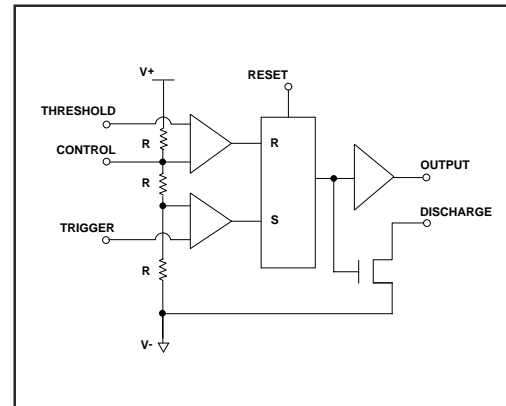 V+
RESET
THRESHOLD
R
R
CONTROL
OUTPUT
R
S
DISCHARGE
TRIGGER
R
V-